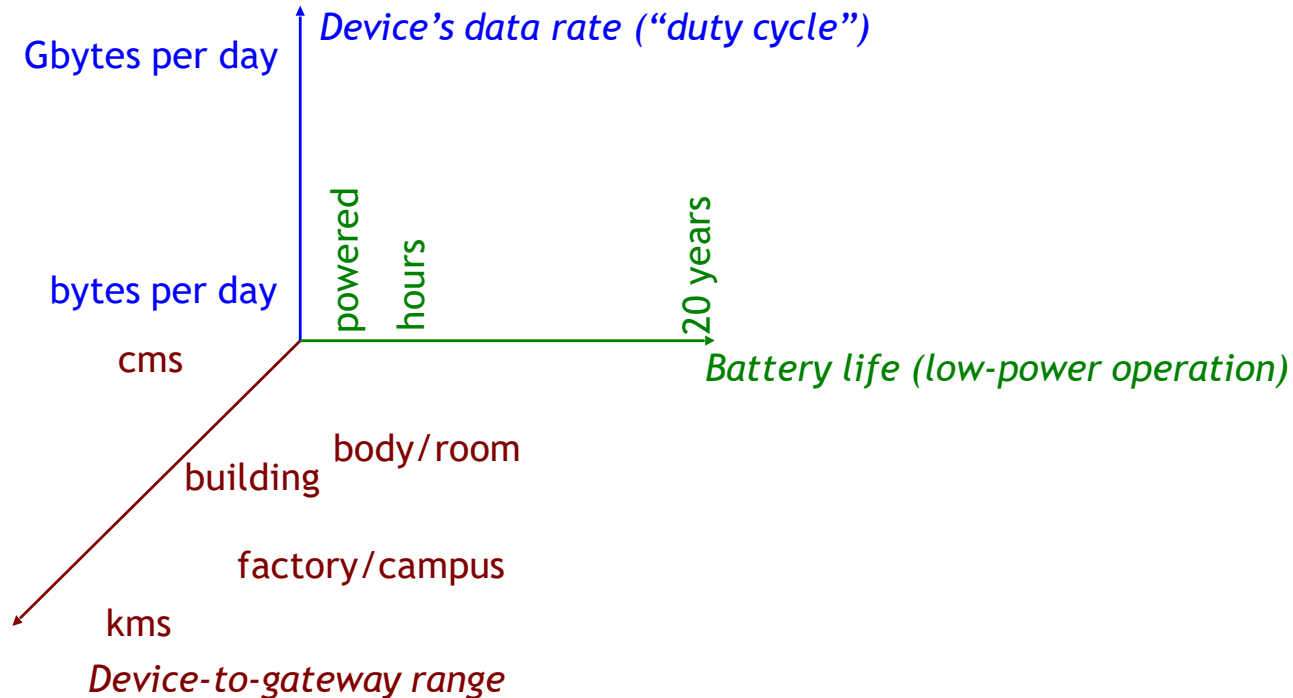 Device’s data rate (“duty cycle”)
Gbytes per day
powered
hours
20 years
bytes per day
cms
Battery life (low-power operation)
body/room
building
factory/campus
kms
Device-to-gateway range